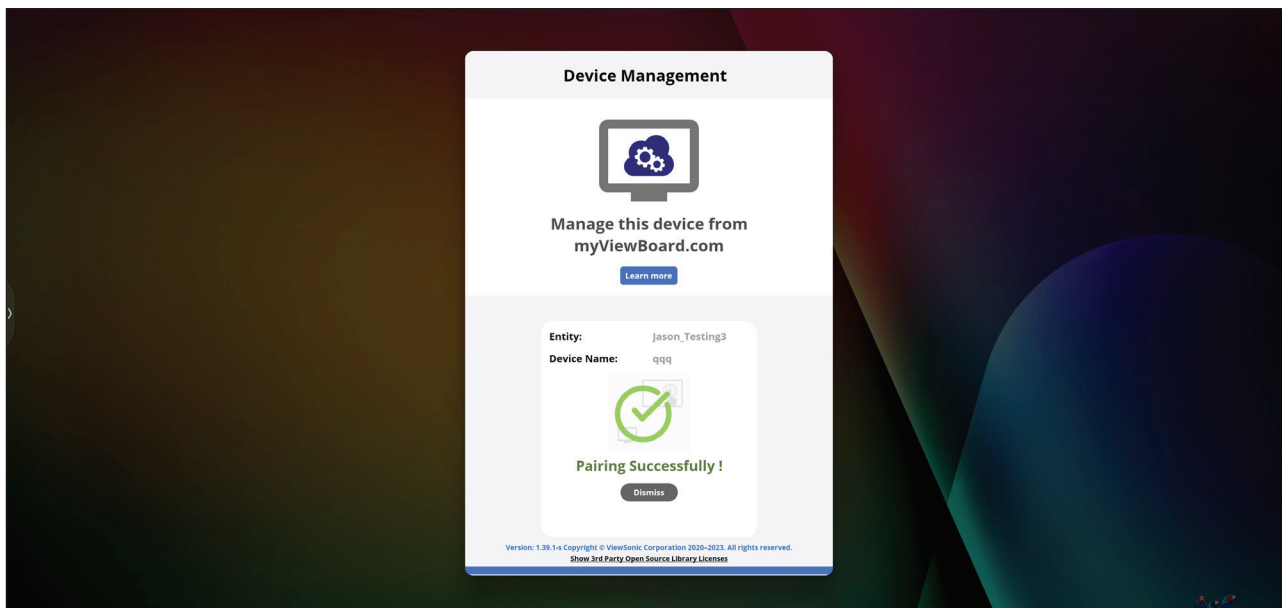 Device Management
Manage this device from
myViewBoard.com
Learn more
Entity: Jason_Testing3
Device Name: qqq
Pairing Successfully !
Dismiss
Version: 1.39.1-s Copyright © ViewSonic Corporation 2020–2023. All rights reserved.
Show 3rd Party Open Source Library Licenses